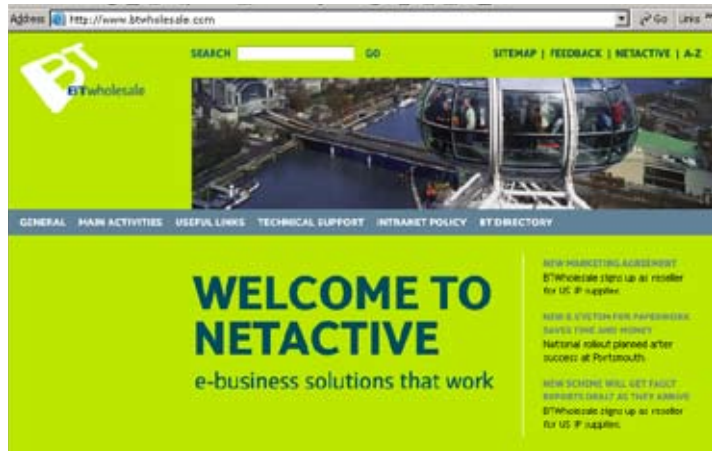 Address http://www.btwholesale.com Go Links »
SEARCH GO SITEMAP | FEEDBACK | NETACTIVE | A-Z
BT
BTwholesale
GENERAL MAIN ACTIVITIES USEFUL LINKS TECHNICAL SUPPORT INTRANET POLICY BT DIRECTORY
WELCOME TO
NETACTIVE
e-business solutions that work
NEW MARKETING AGREEMENT
BTWholesale signs up as reseller
for US IP supplies.
NEW E SYSTEM FOR PAPERWORK
SAVES TIME AND MONEY
National rollout planned after
success at Portsmouth.
NEW SCHEME WILL GET FAULT
REPORTS DEALT AS THEY ARRIVE
BTWholesale signs up as reseller
for US IP supplies.